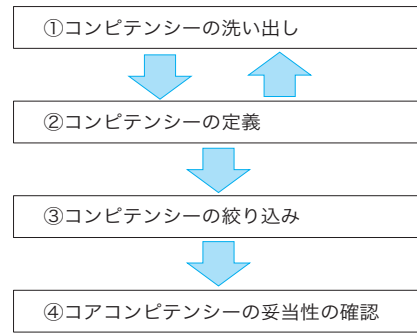 ①コンピテンシーの洗い出し
②コンピテンシーの定義
③コンピテンシーの絞り込み
④コアコンピテンシーの妥当性の確認